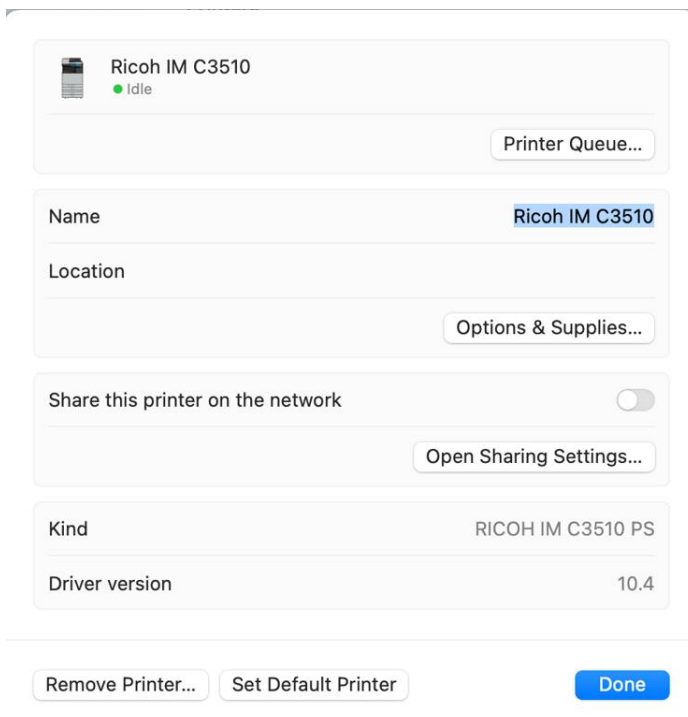 Ricoh IM C3510
Idle
Printer Queue...
Name Ricoh IM C3510
Location
Options & Supplies...
Share this printer on the network
Open Sharing Settings...
Kind RICOH IM C3510 PS
Driver version 10.4
Remove Printer... Set Default Printer Done